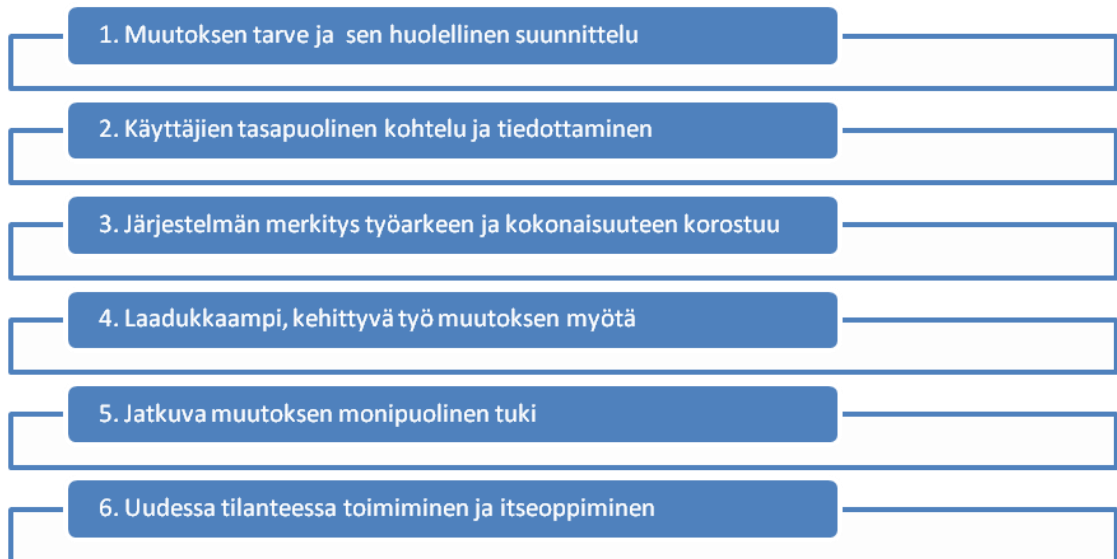 1. Muutoksen tarve ja sen huolellinen suunnittelu
2. Käyttäjien tasapuolinen kohtelu ja tiedottaminen
3. Järjestelmän merkitys työarkeen ja kokonaisuuteen korostuu
4. Laadukkaampi, kehittyvä työ muutoksen myötä
5. Jatkuva muutoksen monipuolinen tuki
6. Uudessa tilanteessa toimiminen ja itseoppiminen